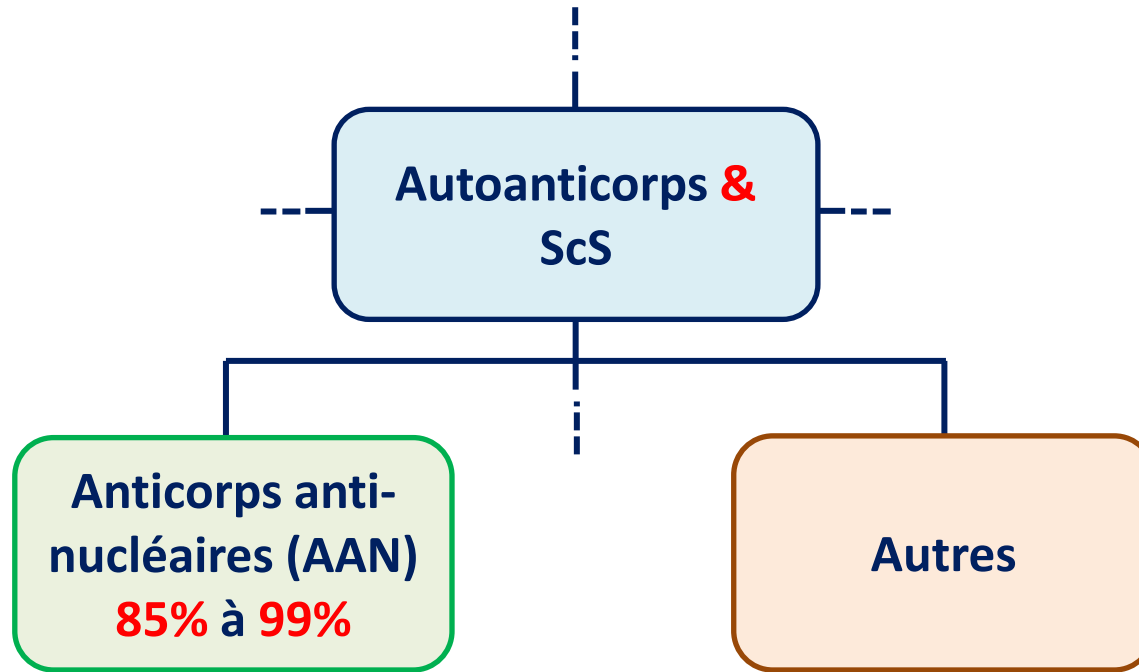 Autoanticorps &
ScS
Anticorps anti-
nucléaires (AAN)
85% à 99%
Autres